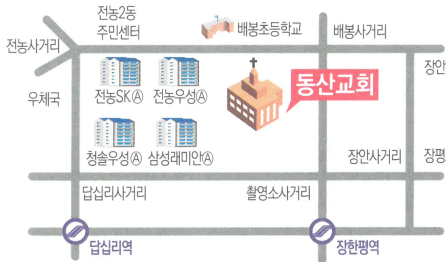 전농2동
주민센터
배봉초등학교
배봉사거리
전농사거리
장안
우체국
전농SKⒶ
전농우성Ⓐ
동산교회
청솔우성Ⓐ
삼성래미안Ⓐ
장안사거리
장평
답십리사거리
촬영소사거리
답십리역
장한평역